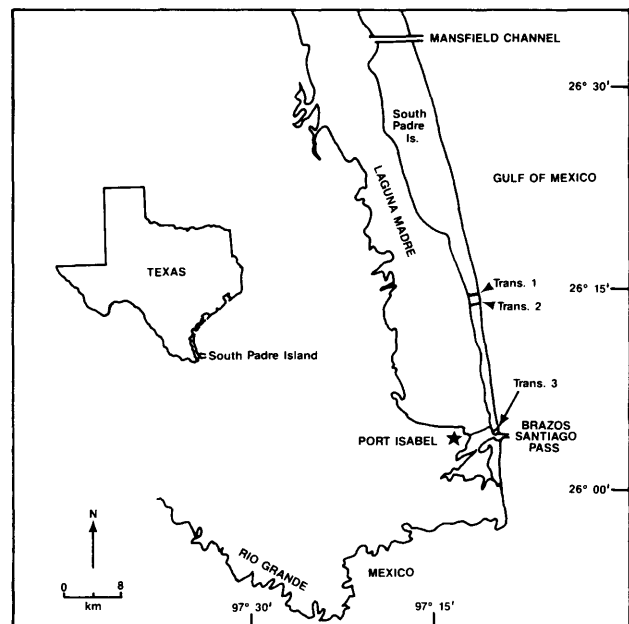 MANSFIELD CHANNEL
26° 30'
South
Padre
Is.
GULF OF MEXICO
LAGUNA MADRE
TEXAS
26° 15'
Trans. 1
Trans. 2
South Padre Island
Trans. 3
BRAZOS
SANTIAGO
PASS
PORT ISABEL
26° 00'
N
RIO GRANDE
MEXICO
0 8
km
97° 30'
97° 15'